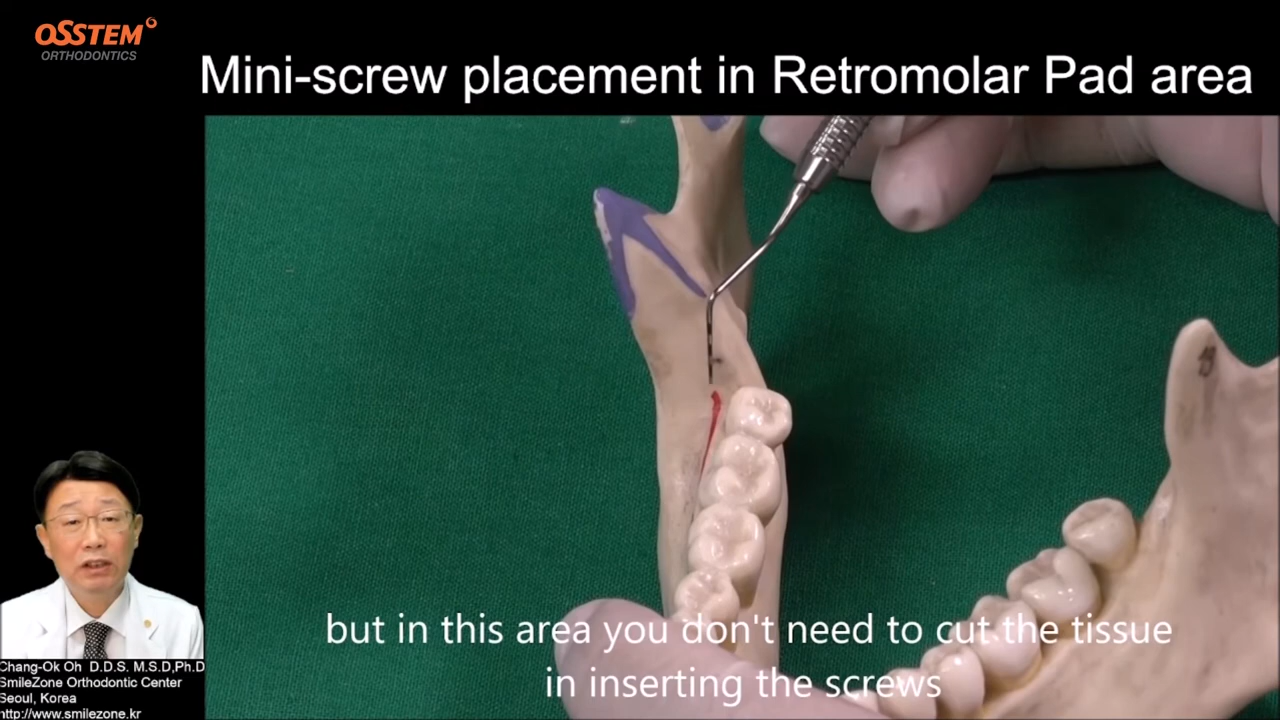 OSSTEM
ORTHODONTICS
Mini-screw placement in Retromolar Pad area
but in this area you don't need to cut the tissue
in inserting the screws
Chang-Ok Oh D.D.S. M.S.D,Ph.D
SmileZone Orthodontic Center
Seoul, Korea
http://www.smilezone.kr